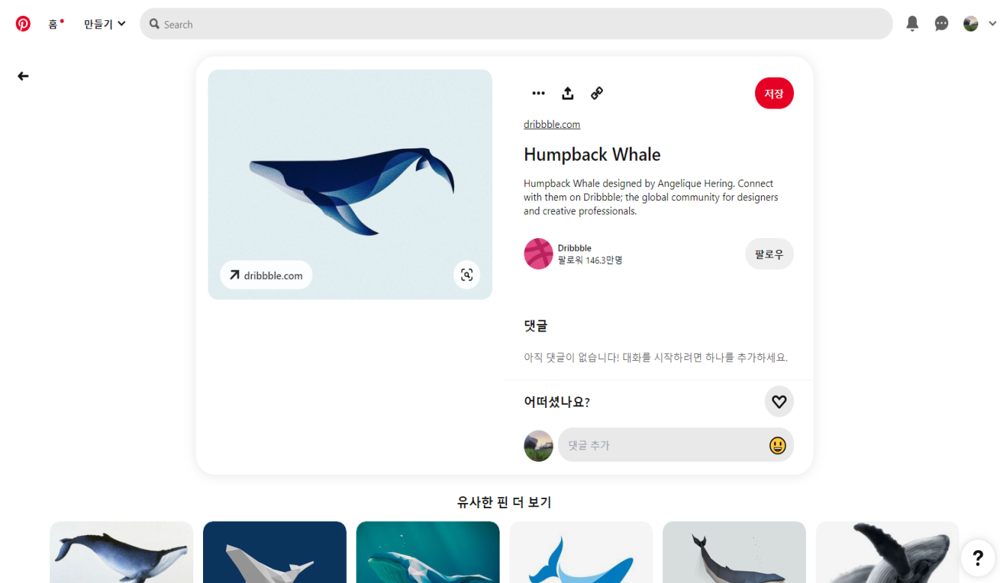 홈
만들기
Search
저장
dribbble.com
Humpback Whale
Humpback Whale designed by Angelique Hering. Connect
with them on Dribbble; the global community for designers
and creative professionals.
dribbble.com
Dribbble
팔로워 146.3만명
팔로우
댓글
아직 댓글이 없습니다! 대화를 시작하려면 하나를 추가하세요.
어떠셨나요?
댓글 추가
유사한 핀 더 보기
?